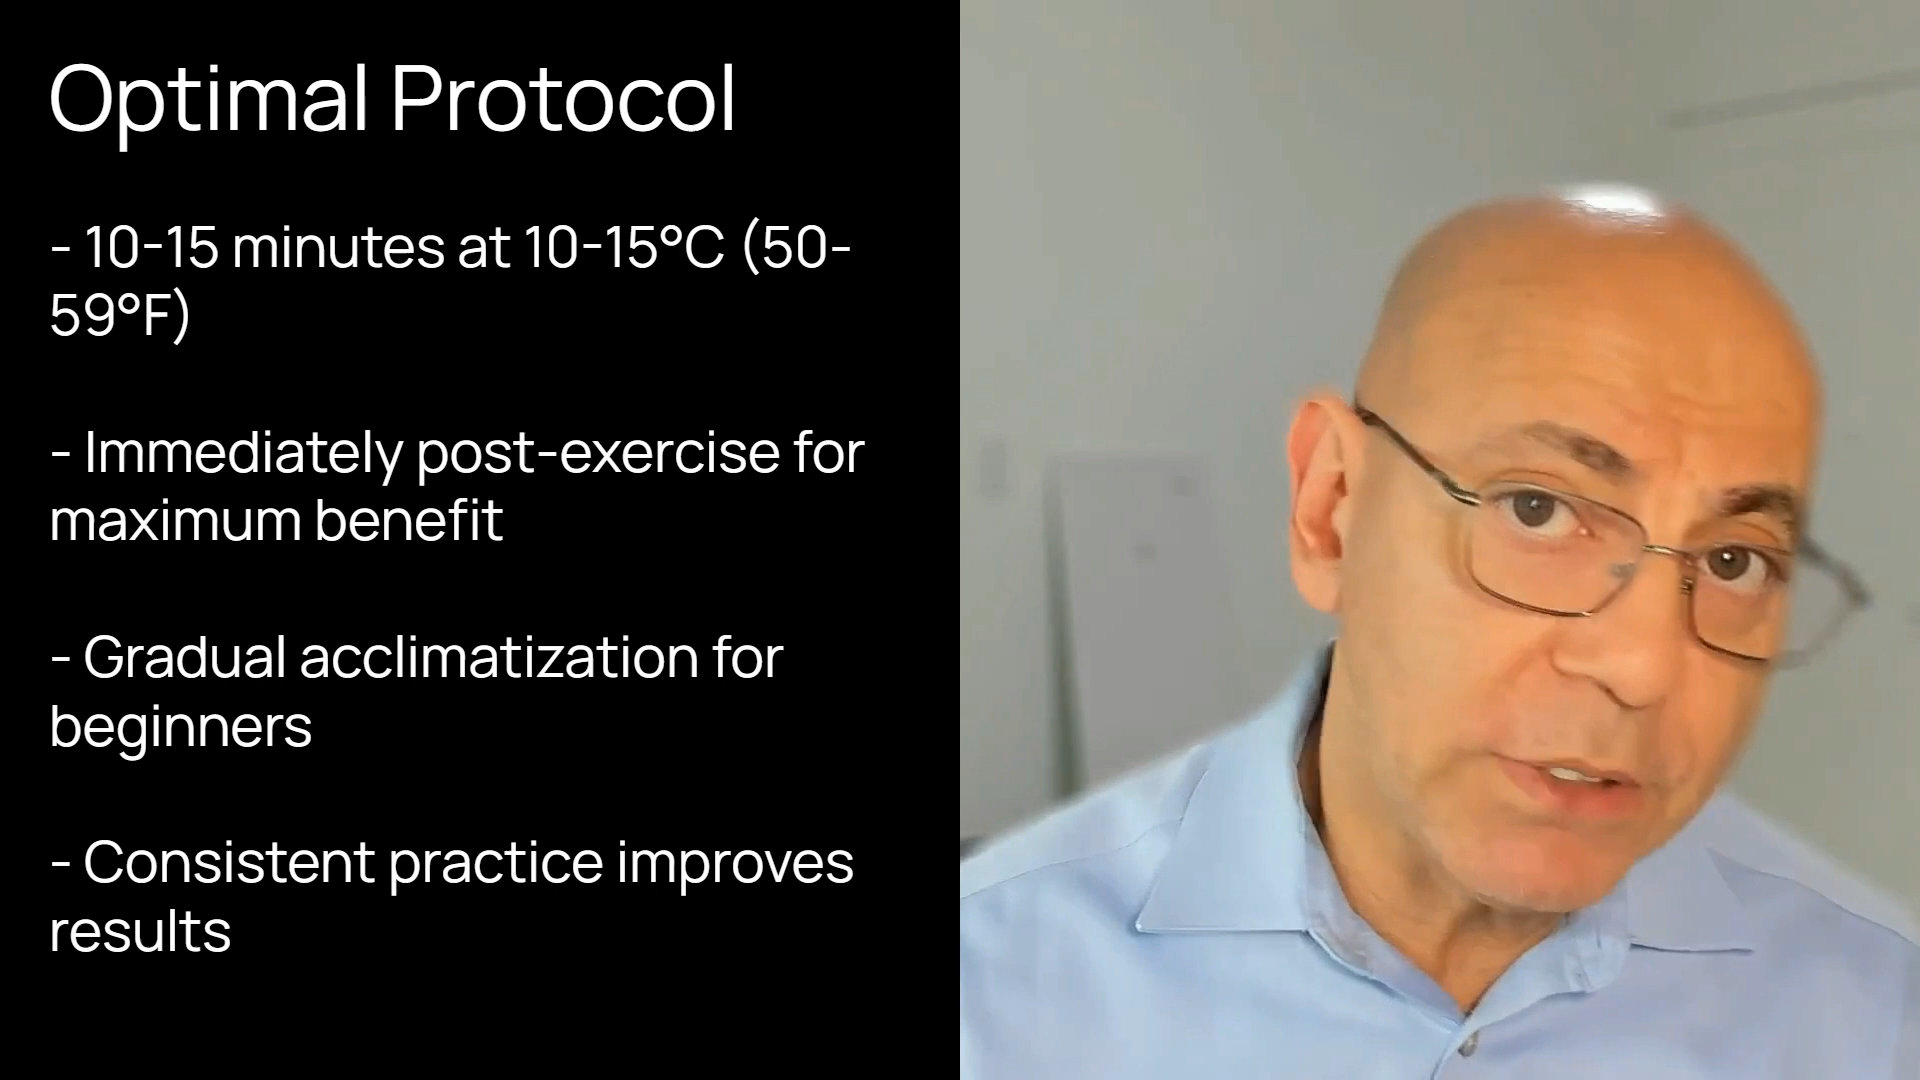 Optimal Protocol
- 10-15 minutes at 10-15°C (50-
59°F)
- Immediately post-exercise for
maximum benefit
- Gradual acclimatization for
beginners
- Consistent practice improves
results